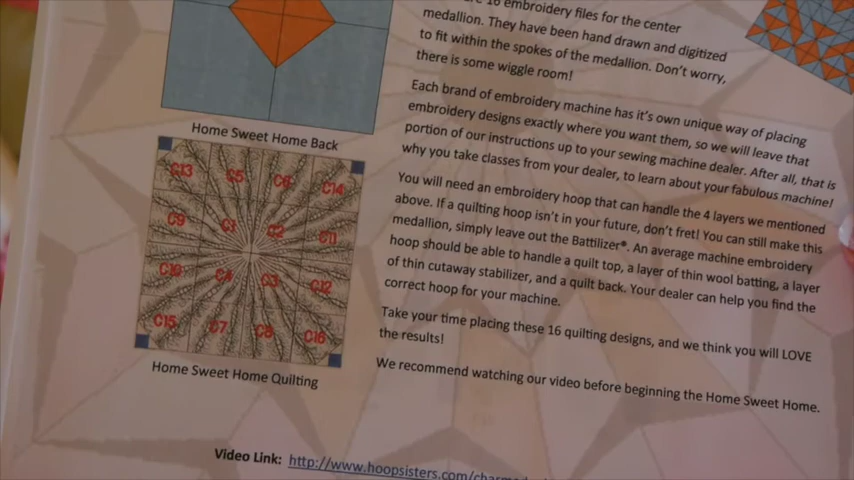 16 embroidery files for the center
medallion. They have been hand drawn and digitized
to fit within the spokes of the medallion. Don't worry,
there is some wiggle room!
Each brand of embroidery machine has it's own unique way of placing
embroidery designs exactly where you want them, so we will leave that
portion of our instructions up to your sewing machine dealer. After all, that is
why you take classes from your dealer, to learn about your fabulous machine!
You will need an embroidery hoop that can handle the 4 layers we mentioned
above. If a quilting hoop isn't in your future, don't fret! You can still make this
medallion, simply leave out the Battilizer®. An average machine embroidery
hoop should be able to handle a quilt top, a layer of thin wool batting, a layer
of thin cutaway stabilizer, and a quilt back. Your dealer can help you find the
correct hoop for your machine.
Take your time placing these 16 quilting designs, and we think you will LOVE
the results!
We recommend watching our video before beginning the Home Sweet Home.
Home Sweet Home Back
C13 C5 C6 C14
C9 C1 C2 C11
C10 C4 C3 C12
C15 C7 C8 C16
Home Sweet Home Quilting
Video Link: http://www.hoopsisters.com/